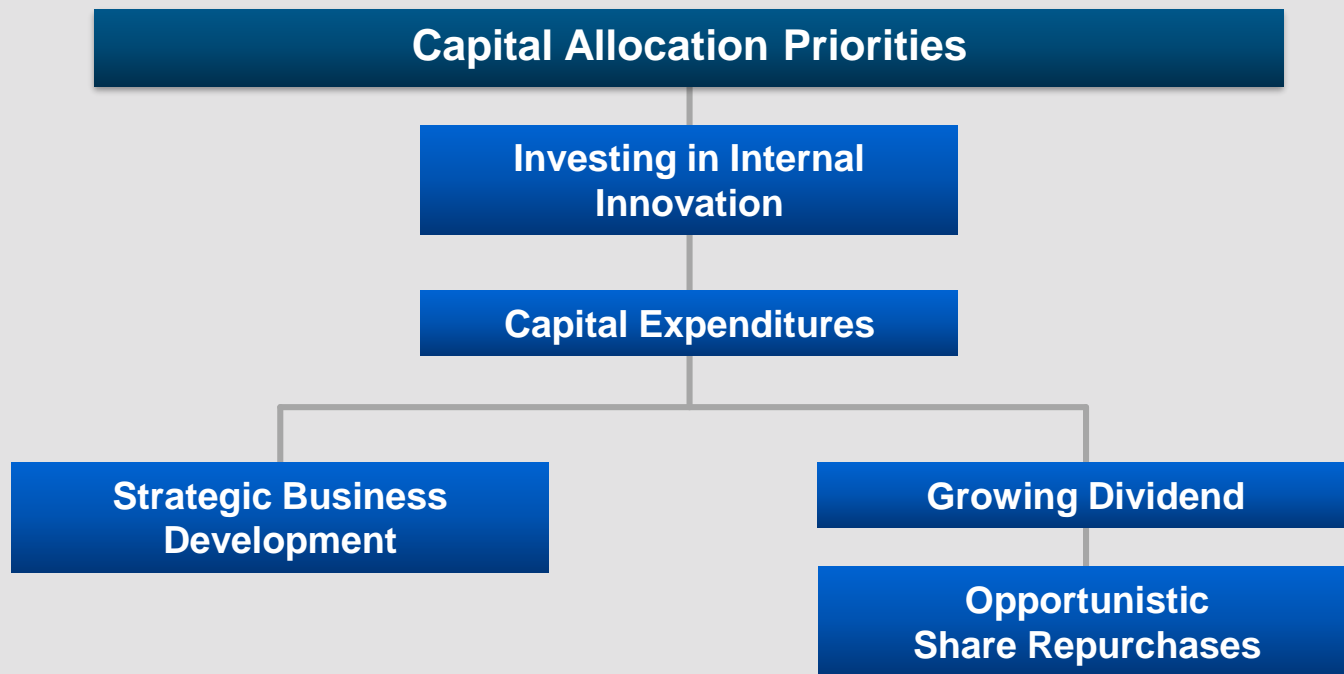 Capital Allocation Priorities
Investing in Internal
Innovation
Capital Expenditures
Strategic Business
Development
Growing Dividend
Opportunistic
Share Repurchases